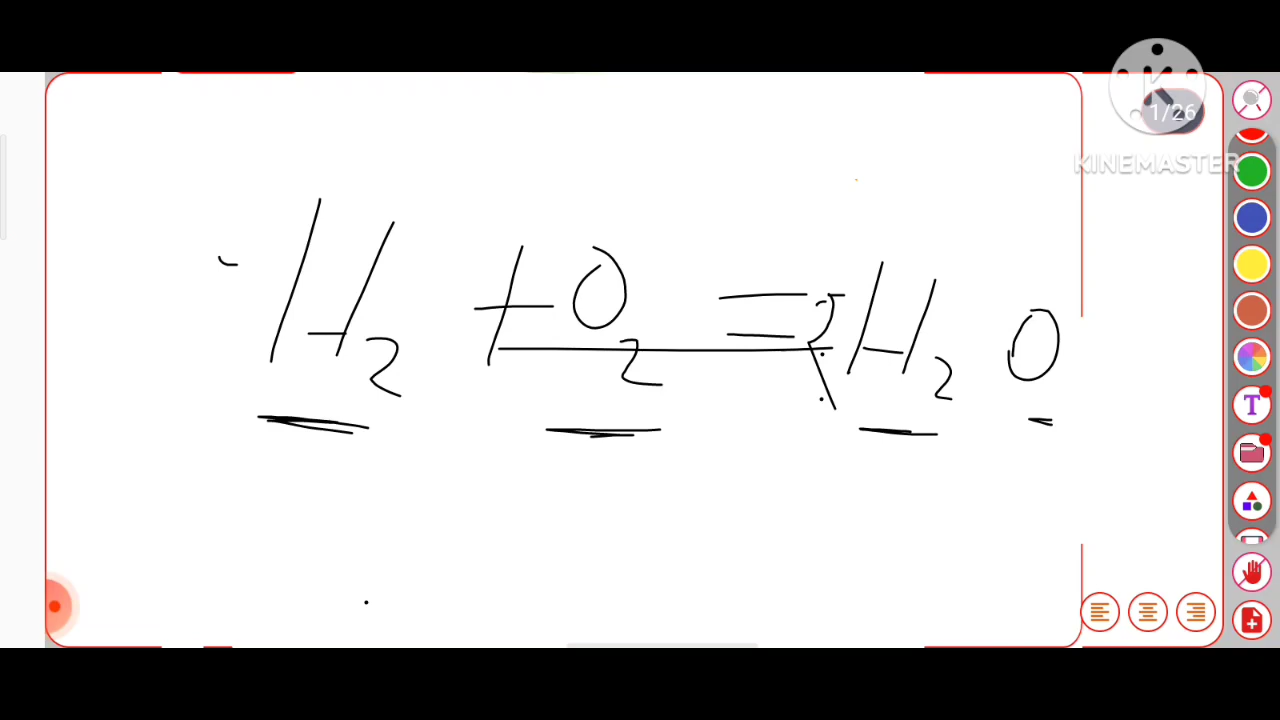 1/26
KINEMASTER
H₂ + O₂ = 2H₂O
T